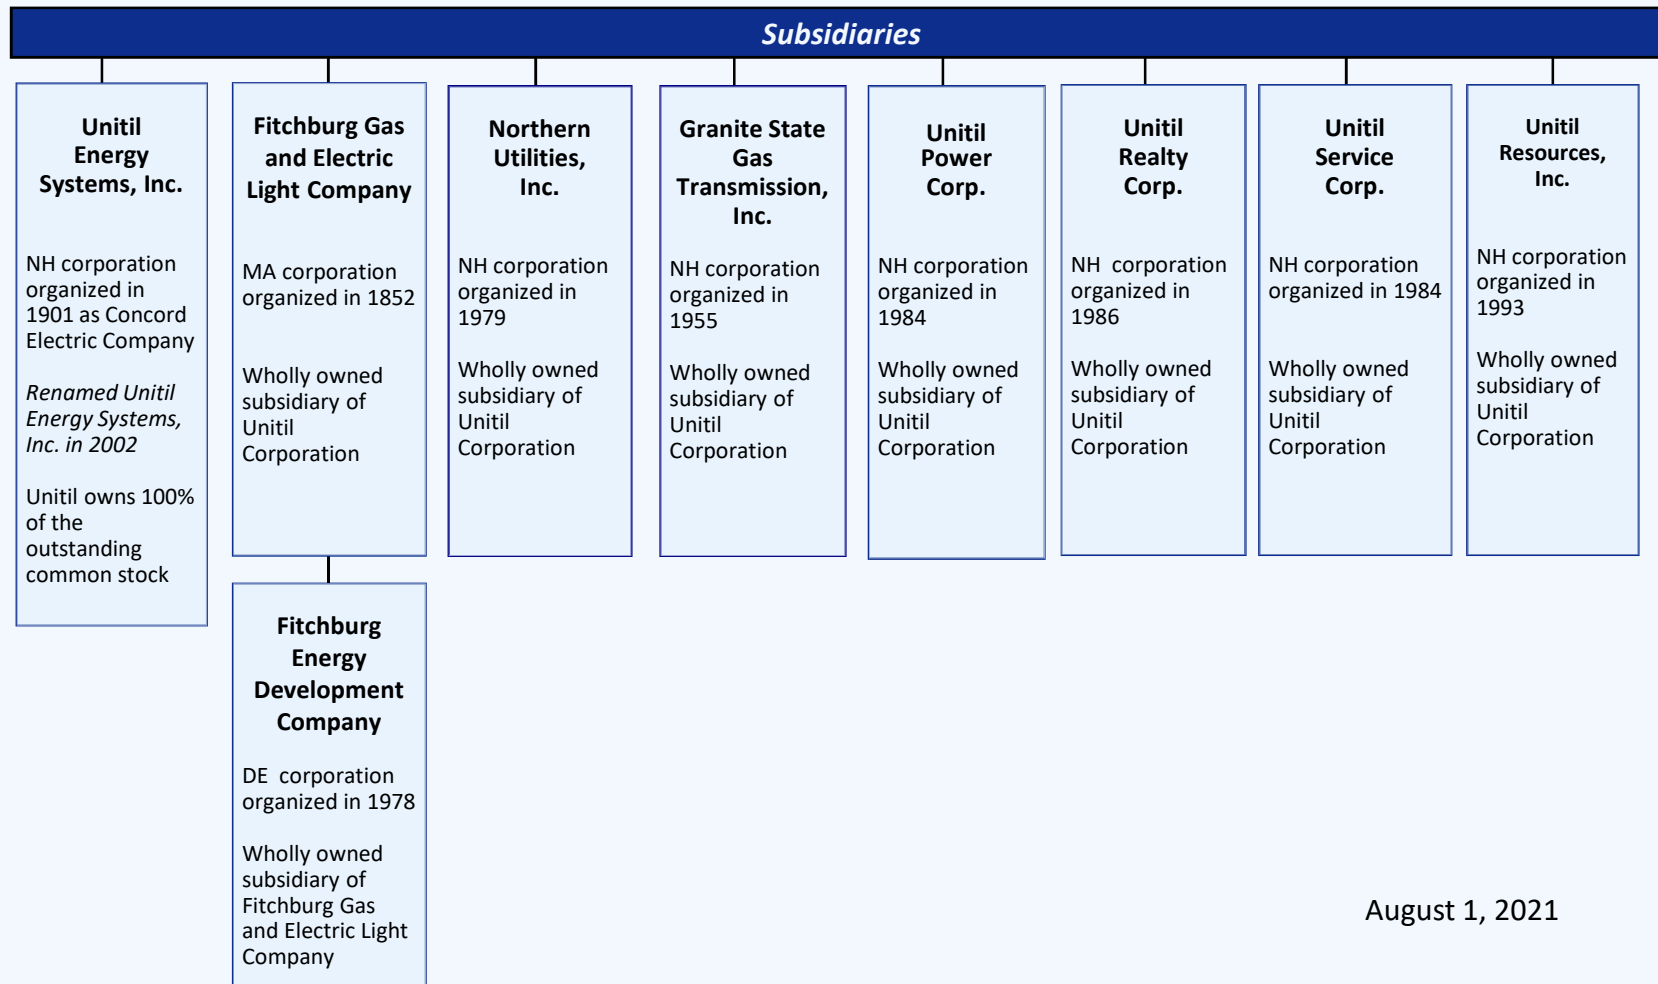 Subsidiaries
Unitil
Energy
Systems, Inc.
NH corporation
organized in
1901 as Concord
Electric Company
Renamed Unitil
Energy Systems,
Inc. in 2002
Unitil owns 100%
of the
outstanding
common stock
Fitchburg Gas
and Electric
Light Company
MA corporation
organized in 1852
Wholly owned
subsidiary of
Unitil
Corporation
Fitchburg
Energy
Development
Company
DE corporation
organized in 1978
Wholly owned
subsidiary of
Fitchburg Gas
and Electric Light
Company
Northern
Utilities,
Inc.
NH corporation
organized in
1979
Wholly owned
subsidiary of
Unitil
Corporation
Granite State
Gas
Transmission,
Inc.
NH corporation
organized in
1955
Wholly owned
subsidiary of
Unitil
Corporation
Unitil
Power
Corp.
NH corporation
organized in
1984
Wholly owned
subsidiary of
Unitil
Corporation
Unitil
Realty
Corp.
NH corporation
organized in
1986
Wholly owned
subsidiary of
Unitil
Corporation
Unitil
Service
Corp.
NH corporation
organized in 1984
Wholly owned
subsidiary of
Unitil
Corporation
Unitil
Resources,
Inc.
NH corporation
organized in
1993
Wholly owned
subsidiary of
Unitil
Corporation
August 1, 2021